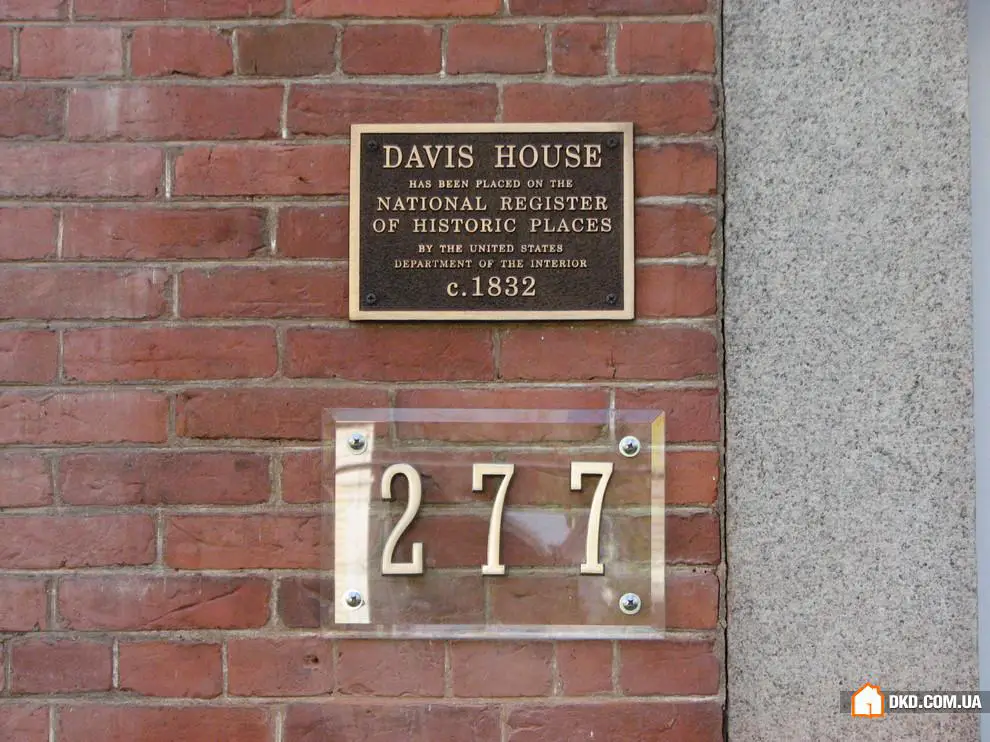 DAVIS HOUSE
HAS BEEN PLACED ON THE
NATIONAL REGISTER
OF HISTORIC PLACES
BY THE UNITED STATES
DEPARTMENT OF THE INTERIOR
c.1832
277
DKD.COM.UA